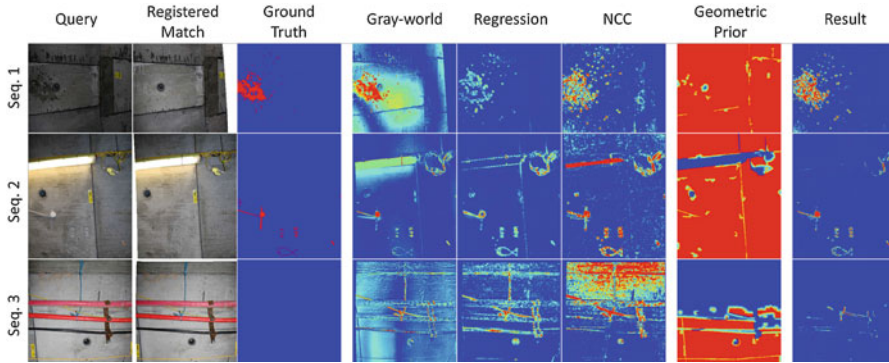 Query
Registered
Match
Ground
Truth
Gray-world
Regression
NCC
Geometric
Prior
Result
Seq. 1
Seq. 2
Seq. 3